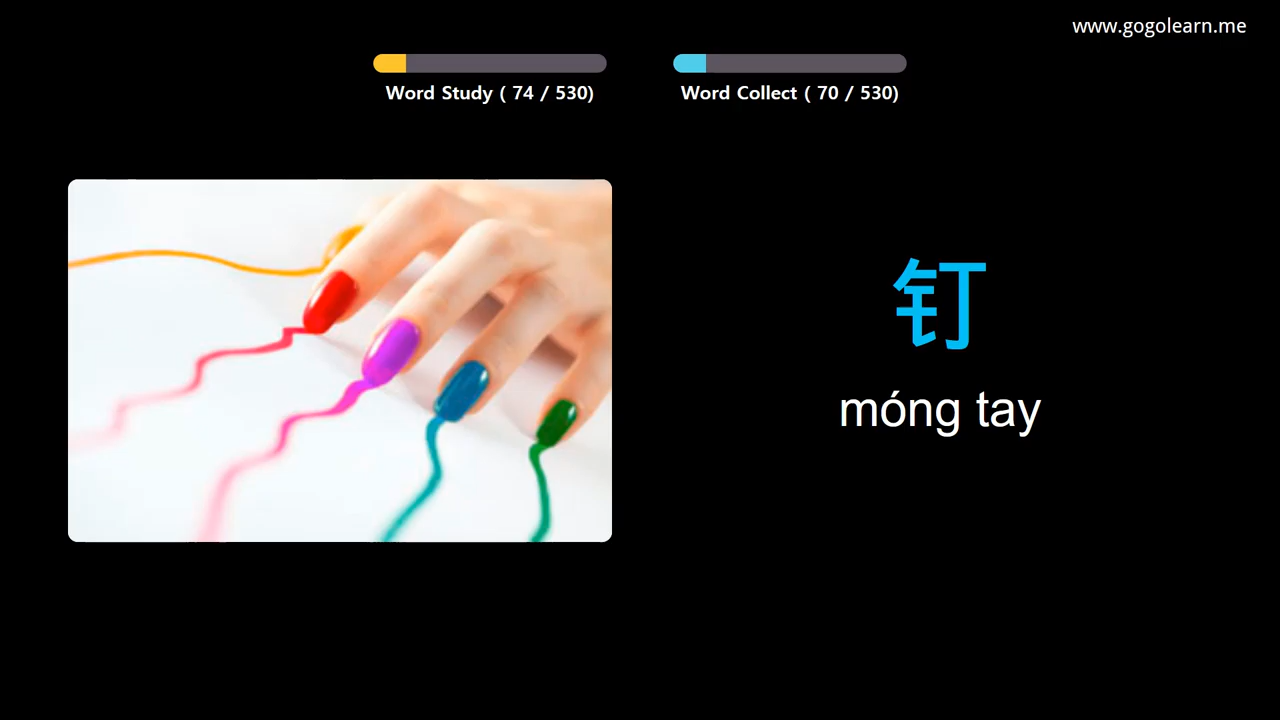 www.gogolearn.me
Word Study ( 74 / 530)
Word Collect ( 70 / 530)
钉
móng tay